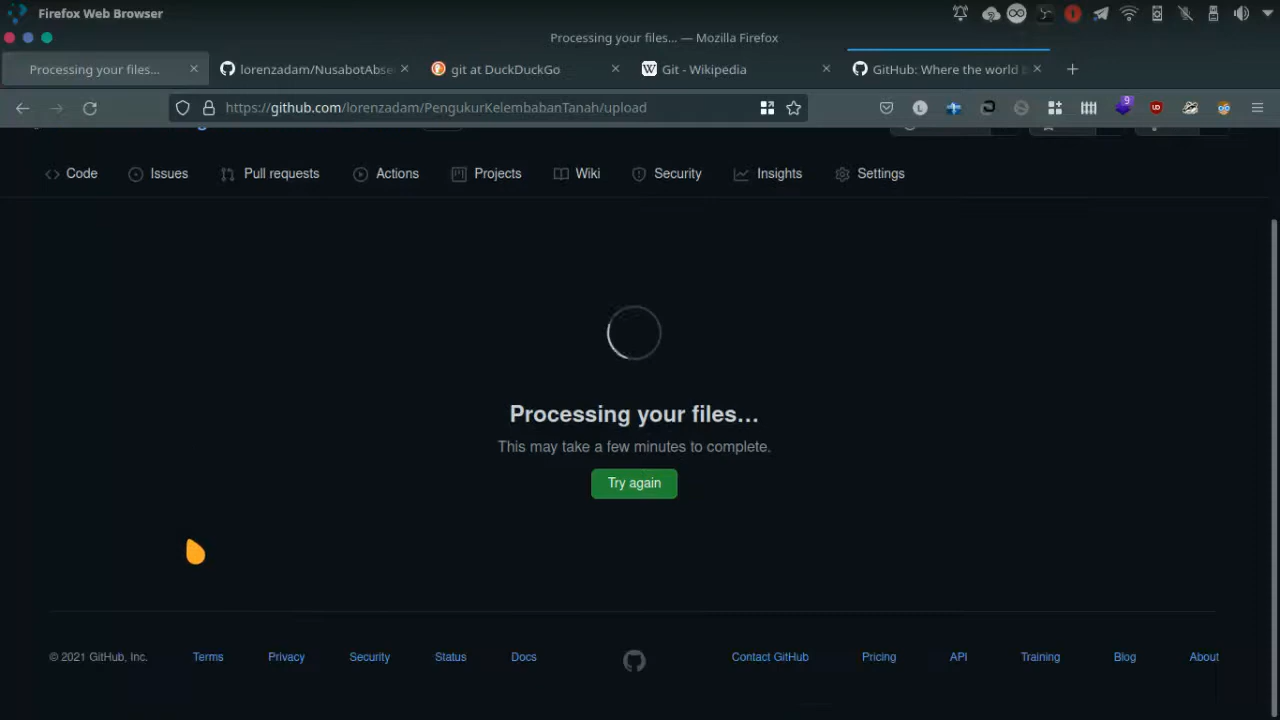 Firefox Web Browser
Processing your files... — Mozilla Firefox
Processing your files...
lorenzadam/NusabotAbse
git at DuckDuckGo
Git - Wikipedia
GitHub: Where the world b
https://github.com/lorenzadam/PengukurKelembabanTanah/upload
9
Code
Issues
Pull requests
Actions
Projects
Wiki
Security
Insights
Settings
Processing your files…
This may take a few minutes to complete.
Try again
© 2021 GitHub, Inc.
Terms
Privacy
Security
Status
Docs
Contact GitHub
Pricing
API
Training
Blog
About